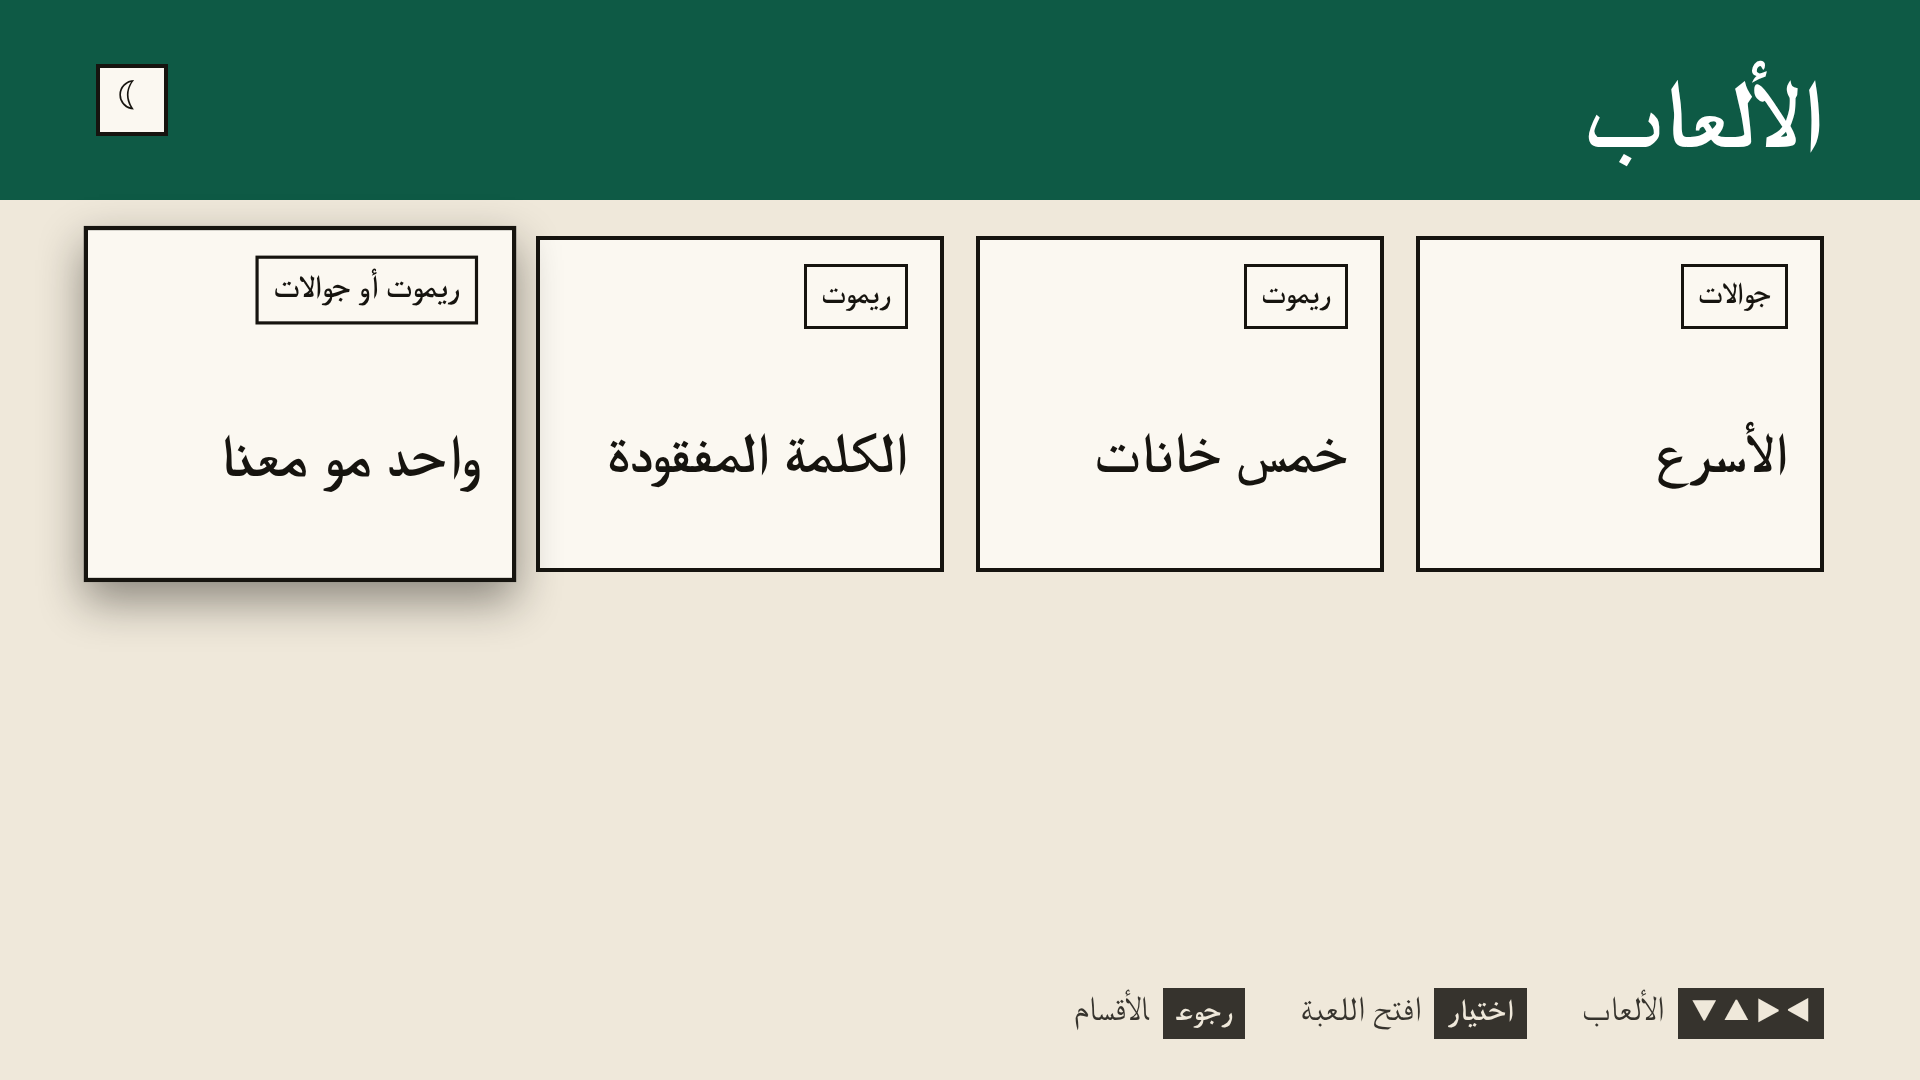 الألعاب
جوالات
الأسرع
ريموت
خمس خانات
ريموت
الكلمة المفقودة
ريموت أو جوالات
واحد مو معنا
الألعاب
اختيار افتح اللعبة
رجوع الأقسام